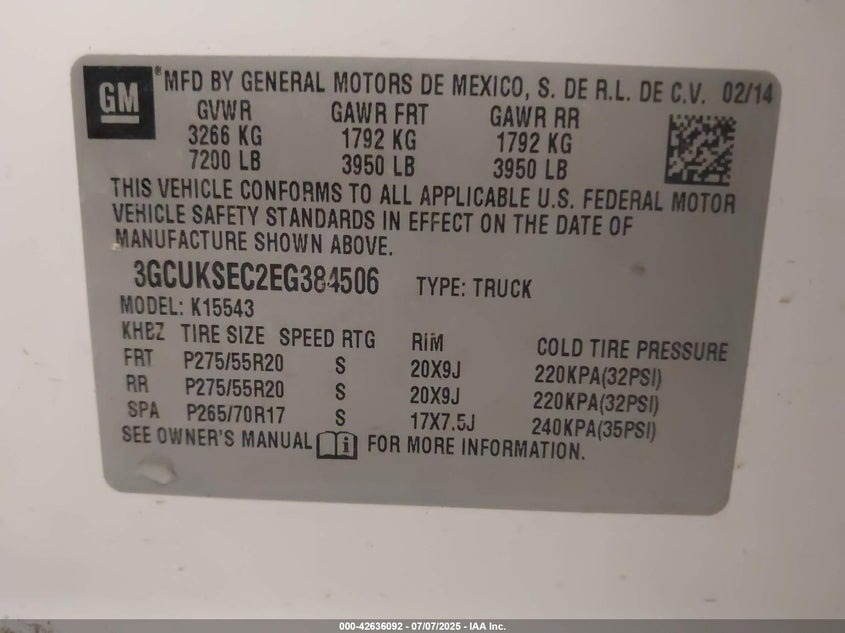 GM ® MFD BY GENERAL MOTORS DE MEXICO, S. DE R.L. DE C.V. 02/14
GVWR GAWR FRT GAWR RR
3266 KG 1792 KG 1792 KG
7200 LB 3950 LB 3950 LB
THIS VEHICLE CONFORMS TO ALL APPLICABLE U.S. FEDERAL MOTOR
VEHICLE SAFETY STANDARDS IN EFFECT ON THE DATE OF
MANUFACTURE SHOWN ABOVE.
3GCUKSEC2EG384506 TYPE: TRUCK
MODEL: K15543
KHBZ TIRE SIZE SPEED RTG RIM COLD TIRE PRESSURE
FRT P275/55R20 S 20X9J 220KPA(32PSI)
RR P275/55R20 S 20X9J 220KPA(32PSI)
SPA P265/70R17 S 17X7.5J 240KPA(35PSI)
SEE OWNER'S MANUAL i FOR MORE INFORMATION.
000-42636092 - 07/07/2025 - IAA Inc.